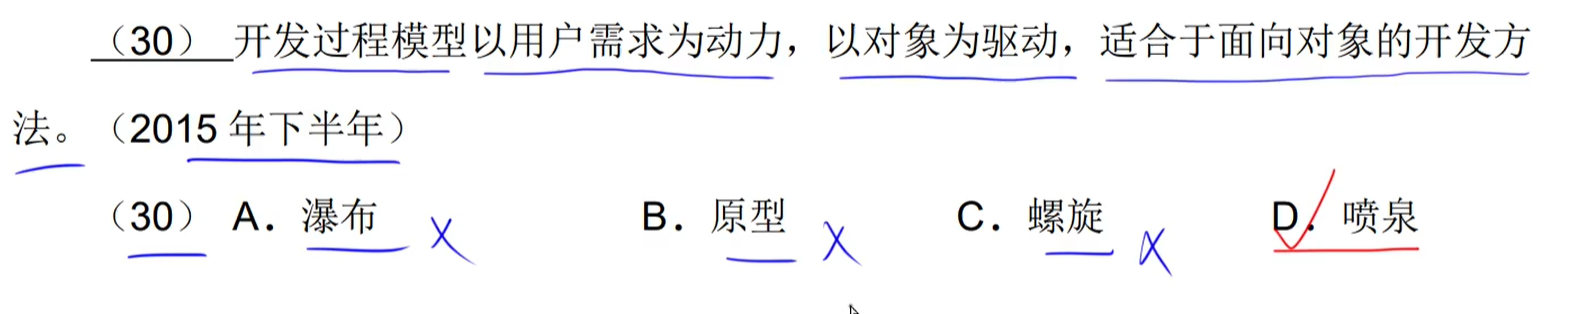 （30）开发过程模型以用户需求为动力，以对象为驱动，适合于面向对象的开发方
法。（2015 年下半年）
（30） A．瀑布 B．原型 C．螺旋 D．喷泉